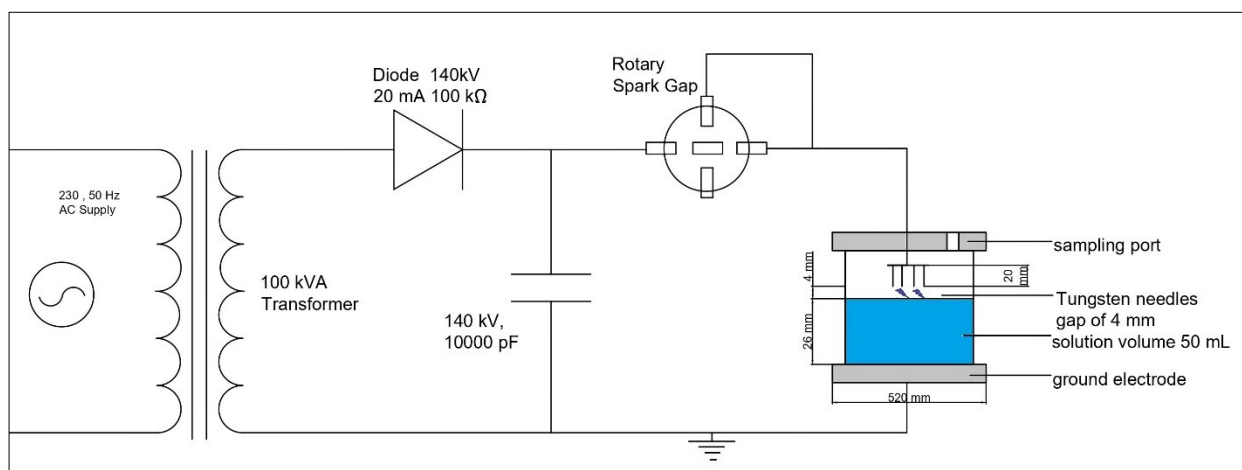 Diode 140kV
20 mA 100 kΩ
Rotary
Spark Gap
230 , 50 Hz
AC Supply
100 kVA
Transformer
140 kV,
10000 pF
sampling port
4 mm
20
mm
Tungsten needles
gap of 4 mm
26 mm
solution volume 50 mL
ground electrode
520 mm